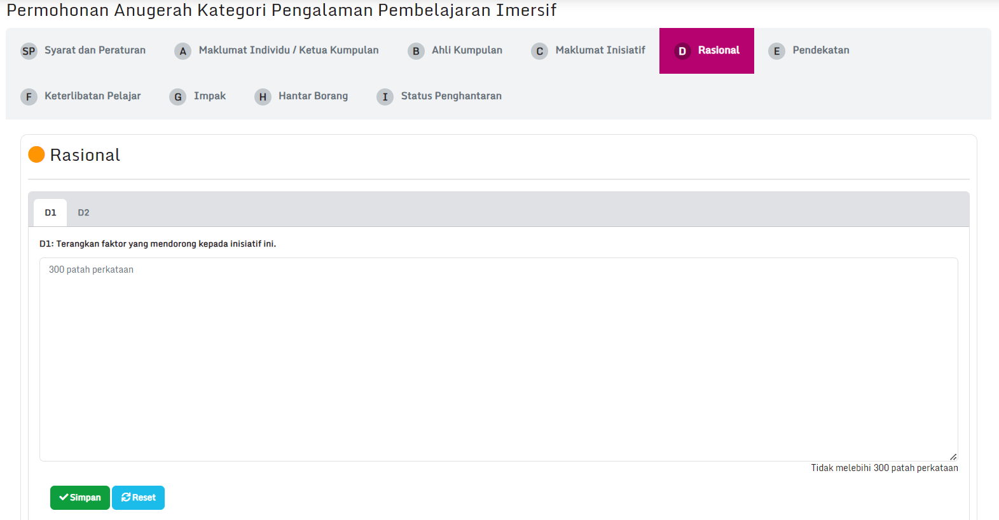 Permohonan Anugerah Kategori Pengalaman Pembelajaran Imersif
SP Syarat dan Peraturan A Maklumat Individu / Ketua Kumpulan B Ahli Kumpulan C Maklumat Inisiatif D Rasional E Pendekatan
F Keterlibatan Pelajar G Impak H Hantar Borang I Status Penghantaran
Rasional
D1 D2
D1: Terangkan faktor yang mendorong kepada inisiatif ini.
300 patah perkataan
Tidak melebihi 300 patah perkataan
Simpan Reset